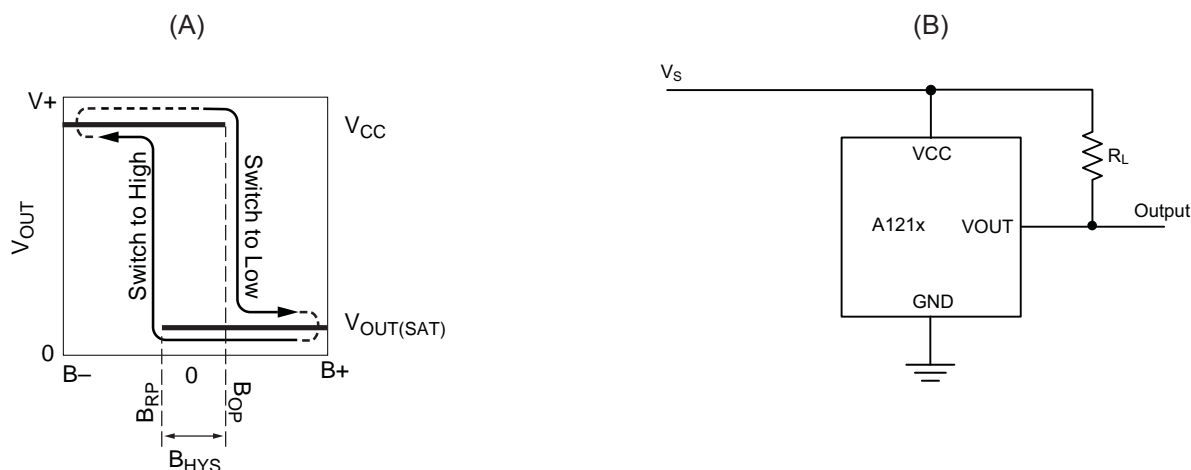 (A)
V+
VCC
Switch to High
Switch to Low
VOUT
VOUT(SAT)
0
B–
0
B+
BRP
BOP
BHYS
(B)
VS
VCC
RL
A121x
VOUT
Output
GND